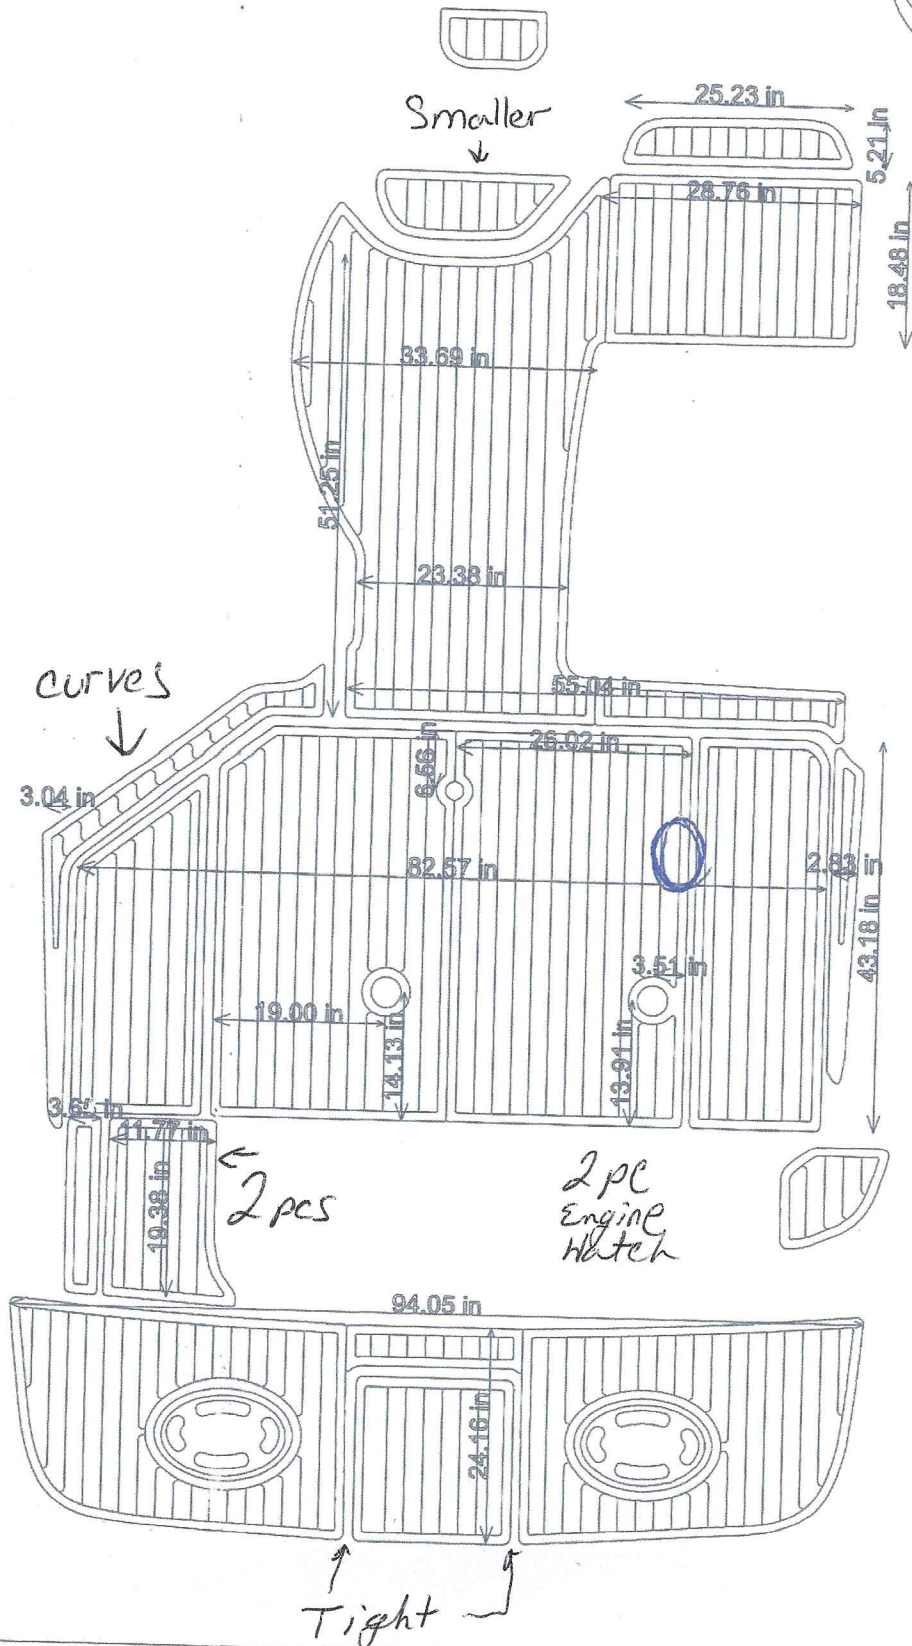 25.23 in
Smaller
5.21 in
28.76 in
18.48 in
33.69 in
51.25 in
23.38 in
curves
55.04 in
6.56 in
26.02 in
3.04 in
82.57 in
2.83 in
43.18 in
3.51 in
19.00 in
14.13 in
13.91 in
3.65 in
11.77 in
19.38 in
2 pcs
2 pc
Engine
Hatch
94.05 in
24.16 in
Tight